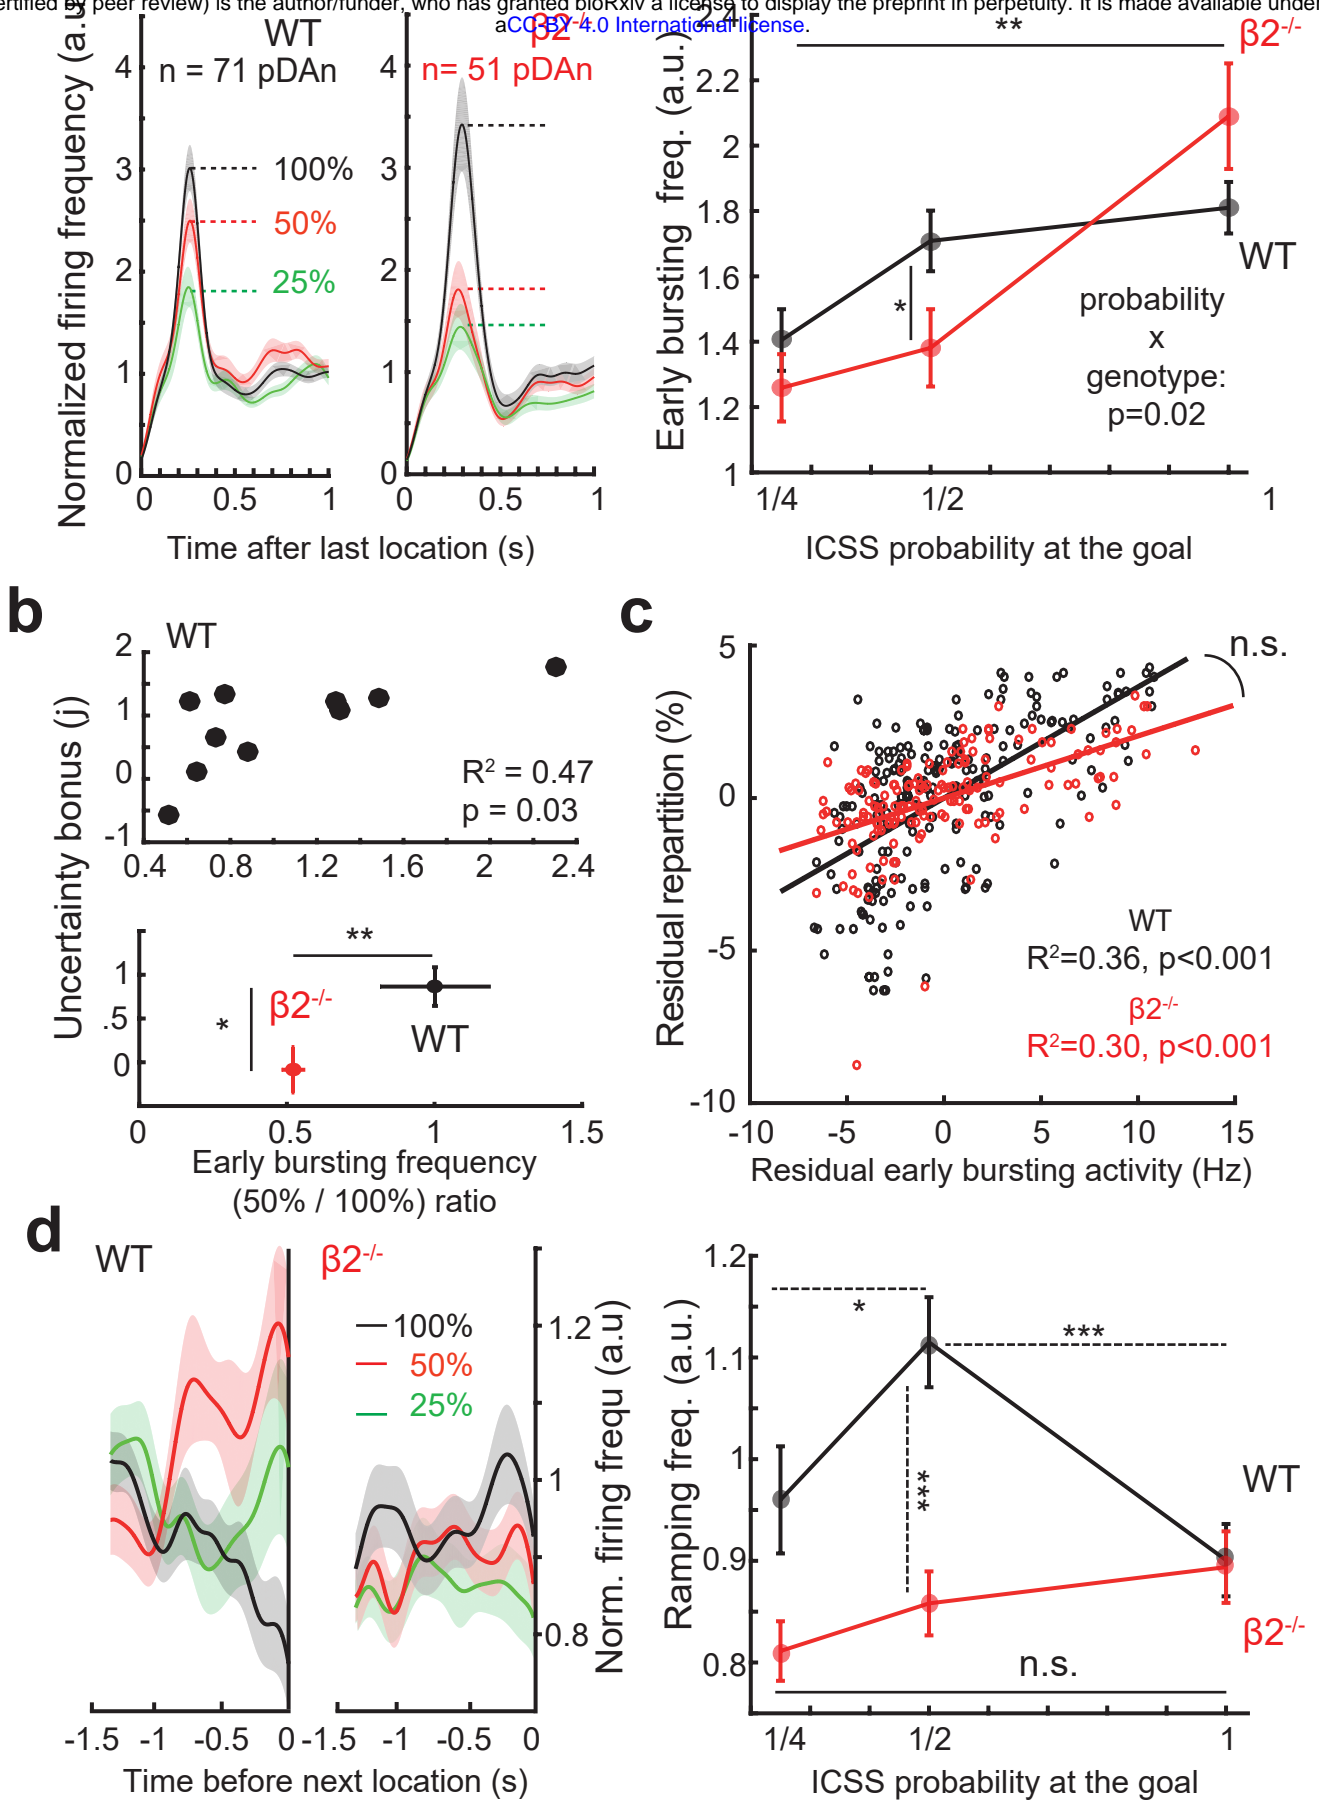 ertified by peer review) is the author/funder, who has granted bioRxiv a license to display the preprint in perpetuity. It is made available under
aCC-BY 4.0 International license.
WT
n = 71 pDAn
β2-/-
n= 51 pDAn
Normalized firing frequency (a.u
4
3
2
1
0
100%
50%
25%
0
0.5
1
4
3
2
1
0
0
0.5
1
Time after last location (s)
Early bursting freq. (a.u.)
2.4
2.2
2
1.8
1.6
1.4
1.2
1
**
β2-/-
WT
*
probability
x
genotype:
p=0.02
1/4
1/2
1
ICSS probability at the goal
b
WT
Uncertainty bonus (j)
2
1
0
-1
R² = 0.47
p = 0.03
0.4
0.8
1.2
1.6
2
2.4
**
1
.5
0
*
β2-/-
WT
0
0.5
1
1.5
Early bursting frequency
(50% / 100%) ratio
c
Residual repartition (%)
5
0
-5
-10
n.s.
WT
R²=0.36, p<0.001
β2-/-
R²=0.30, p<0.001
-10
-5
0
5
10
15
Residual early bursting activity (Hz)
d
WT
β2-/-
100%
50%
25%
1.2
1
0.8
Norm. firing frequ (a.u)
-1.5
-1
-0.5
0
-1.5
-1
-0.5
0
Time before next location (s)
Ramping freq. (a.u.)
1.2
1.1
1
0.9
0.8
*
***
***
WT
β2-/-
n.s.
1/4
1/2
1
ICSS probability at the goal